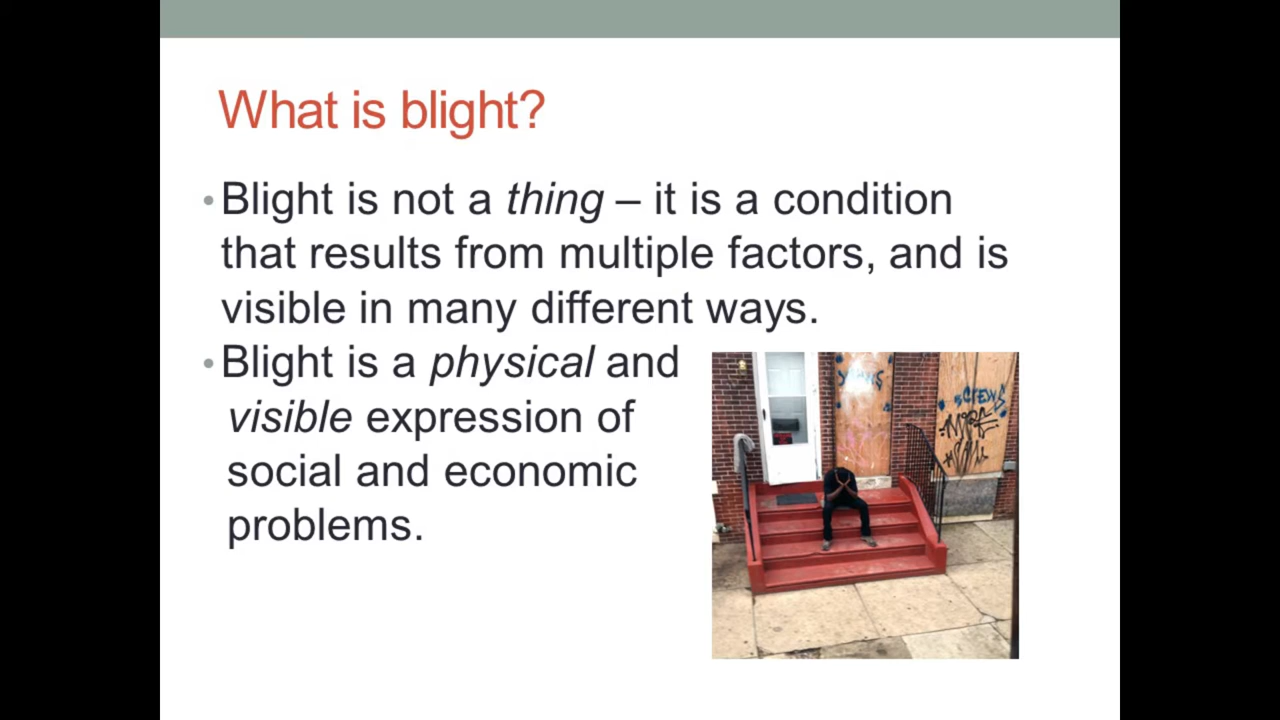 What is blight?
•Blight is not a thing – it is a condition
that results from multiple factors, and is
visible in many different ways.
•Blight is a physical and
visible expression of
social and economic
problems.